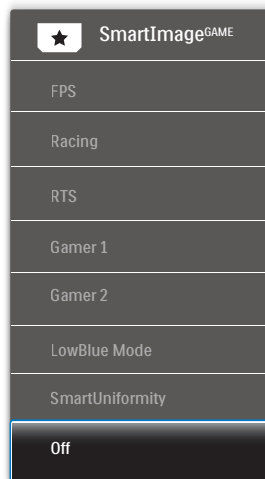 SmartImageGAME
FPS
Racing
RTS
Gamer 1
Gamer 2
LowBlue Mode
SmartUniformity
Off